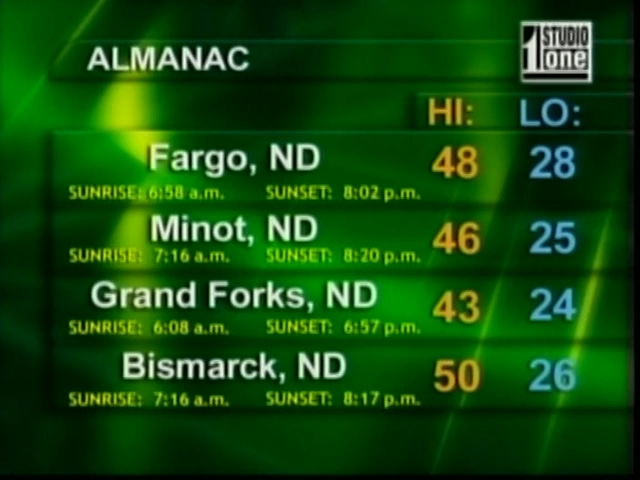 STUDIO
1 one
ALMANAC
HI: LO:
Fargo, ND 48 28
SUNRISE: 6:58 a.m. SUNSET: 8:02 p.m.
Minot, ND 46 25
SUNRISE: 7:16 a.m. SUNSET: 8:20 p.m.
Grand Forks, ND 43 24
SUNRISE: 6:08 a.m. SUNSET: 6:57 p.m.
Bismarck, ND 50 26
SUNRISE: 7:16 a.m. SUNSET: 8:17 p.m.